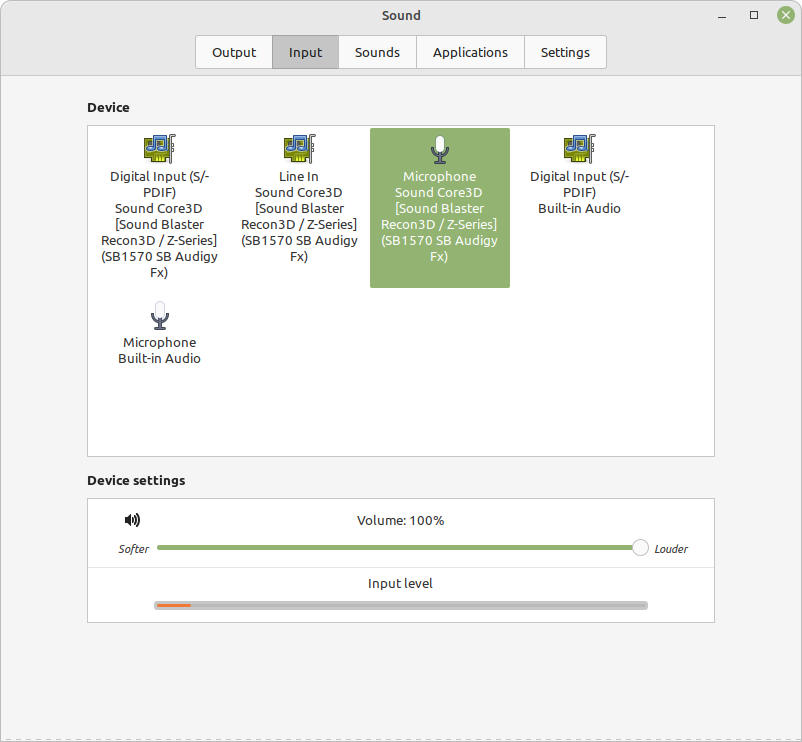 Sound
Output Input Sounds Applications Settings
Device
Digital Input (S/-
PDIF)
Sound Core3D
[Sound Blaster
Recon3D / Z-Series]
(SB1570 SB Audigy
Fx)
Line In
Sound Core3D
[Sound Blaster
Recon3D / Z-Series]
(SB1570 SB Audigy
Fx)
Microphone
Sound Core3D
[Sound Blaster
Recon3D / Z-Series]
(SB1570 SB Audigy
Fx)
Digital Input (S/-
PDIF)
Built-in Audio
Microphone
Built-in Audio
Device settings
Volume: 100%
Softer Louder
Input level